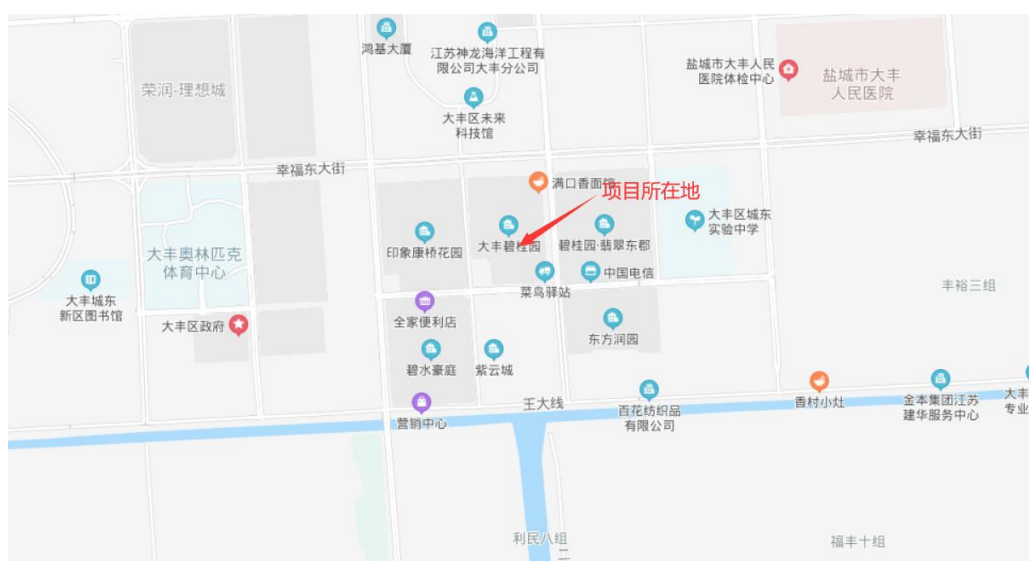 鸿基大厦
江苏神龙海洋工程有
限公司大丰分公司
盐城市大丰人民
医院体检中心
盐城市大丰
人民医院
荣润-理想城
大丰区未来
科技馆
幸福东大街
幸福东大街
满口香面馆
项目所在地
大丰区城东
实验中学
印象康桥花园
大丰碧桂园
碧桂园·翡翠东郡
大丰奥林匹克
体育中心
中国电信
菜鸟驿站
丰裕三组
大丰城东
新区图书馆
大丰区政府
全家便利店
东方润园
碧水豪庭
紫云城
王大线
营销中心
百花纺织品
有限公司
香村小灶
金本集团江苏
建华服务中心
大丰
专业
利民八组
福丰十组
二